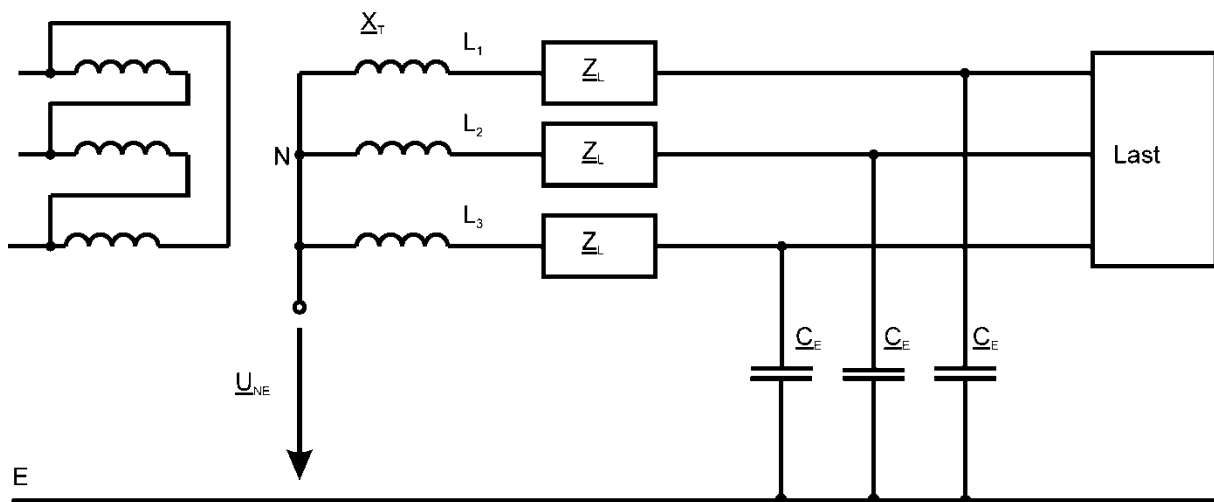 X_T
L_1
Z_L
L_2
N
Z_L
Last
L_3
Z_L
C_E
C_E
C_E
U_NE
E